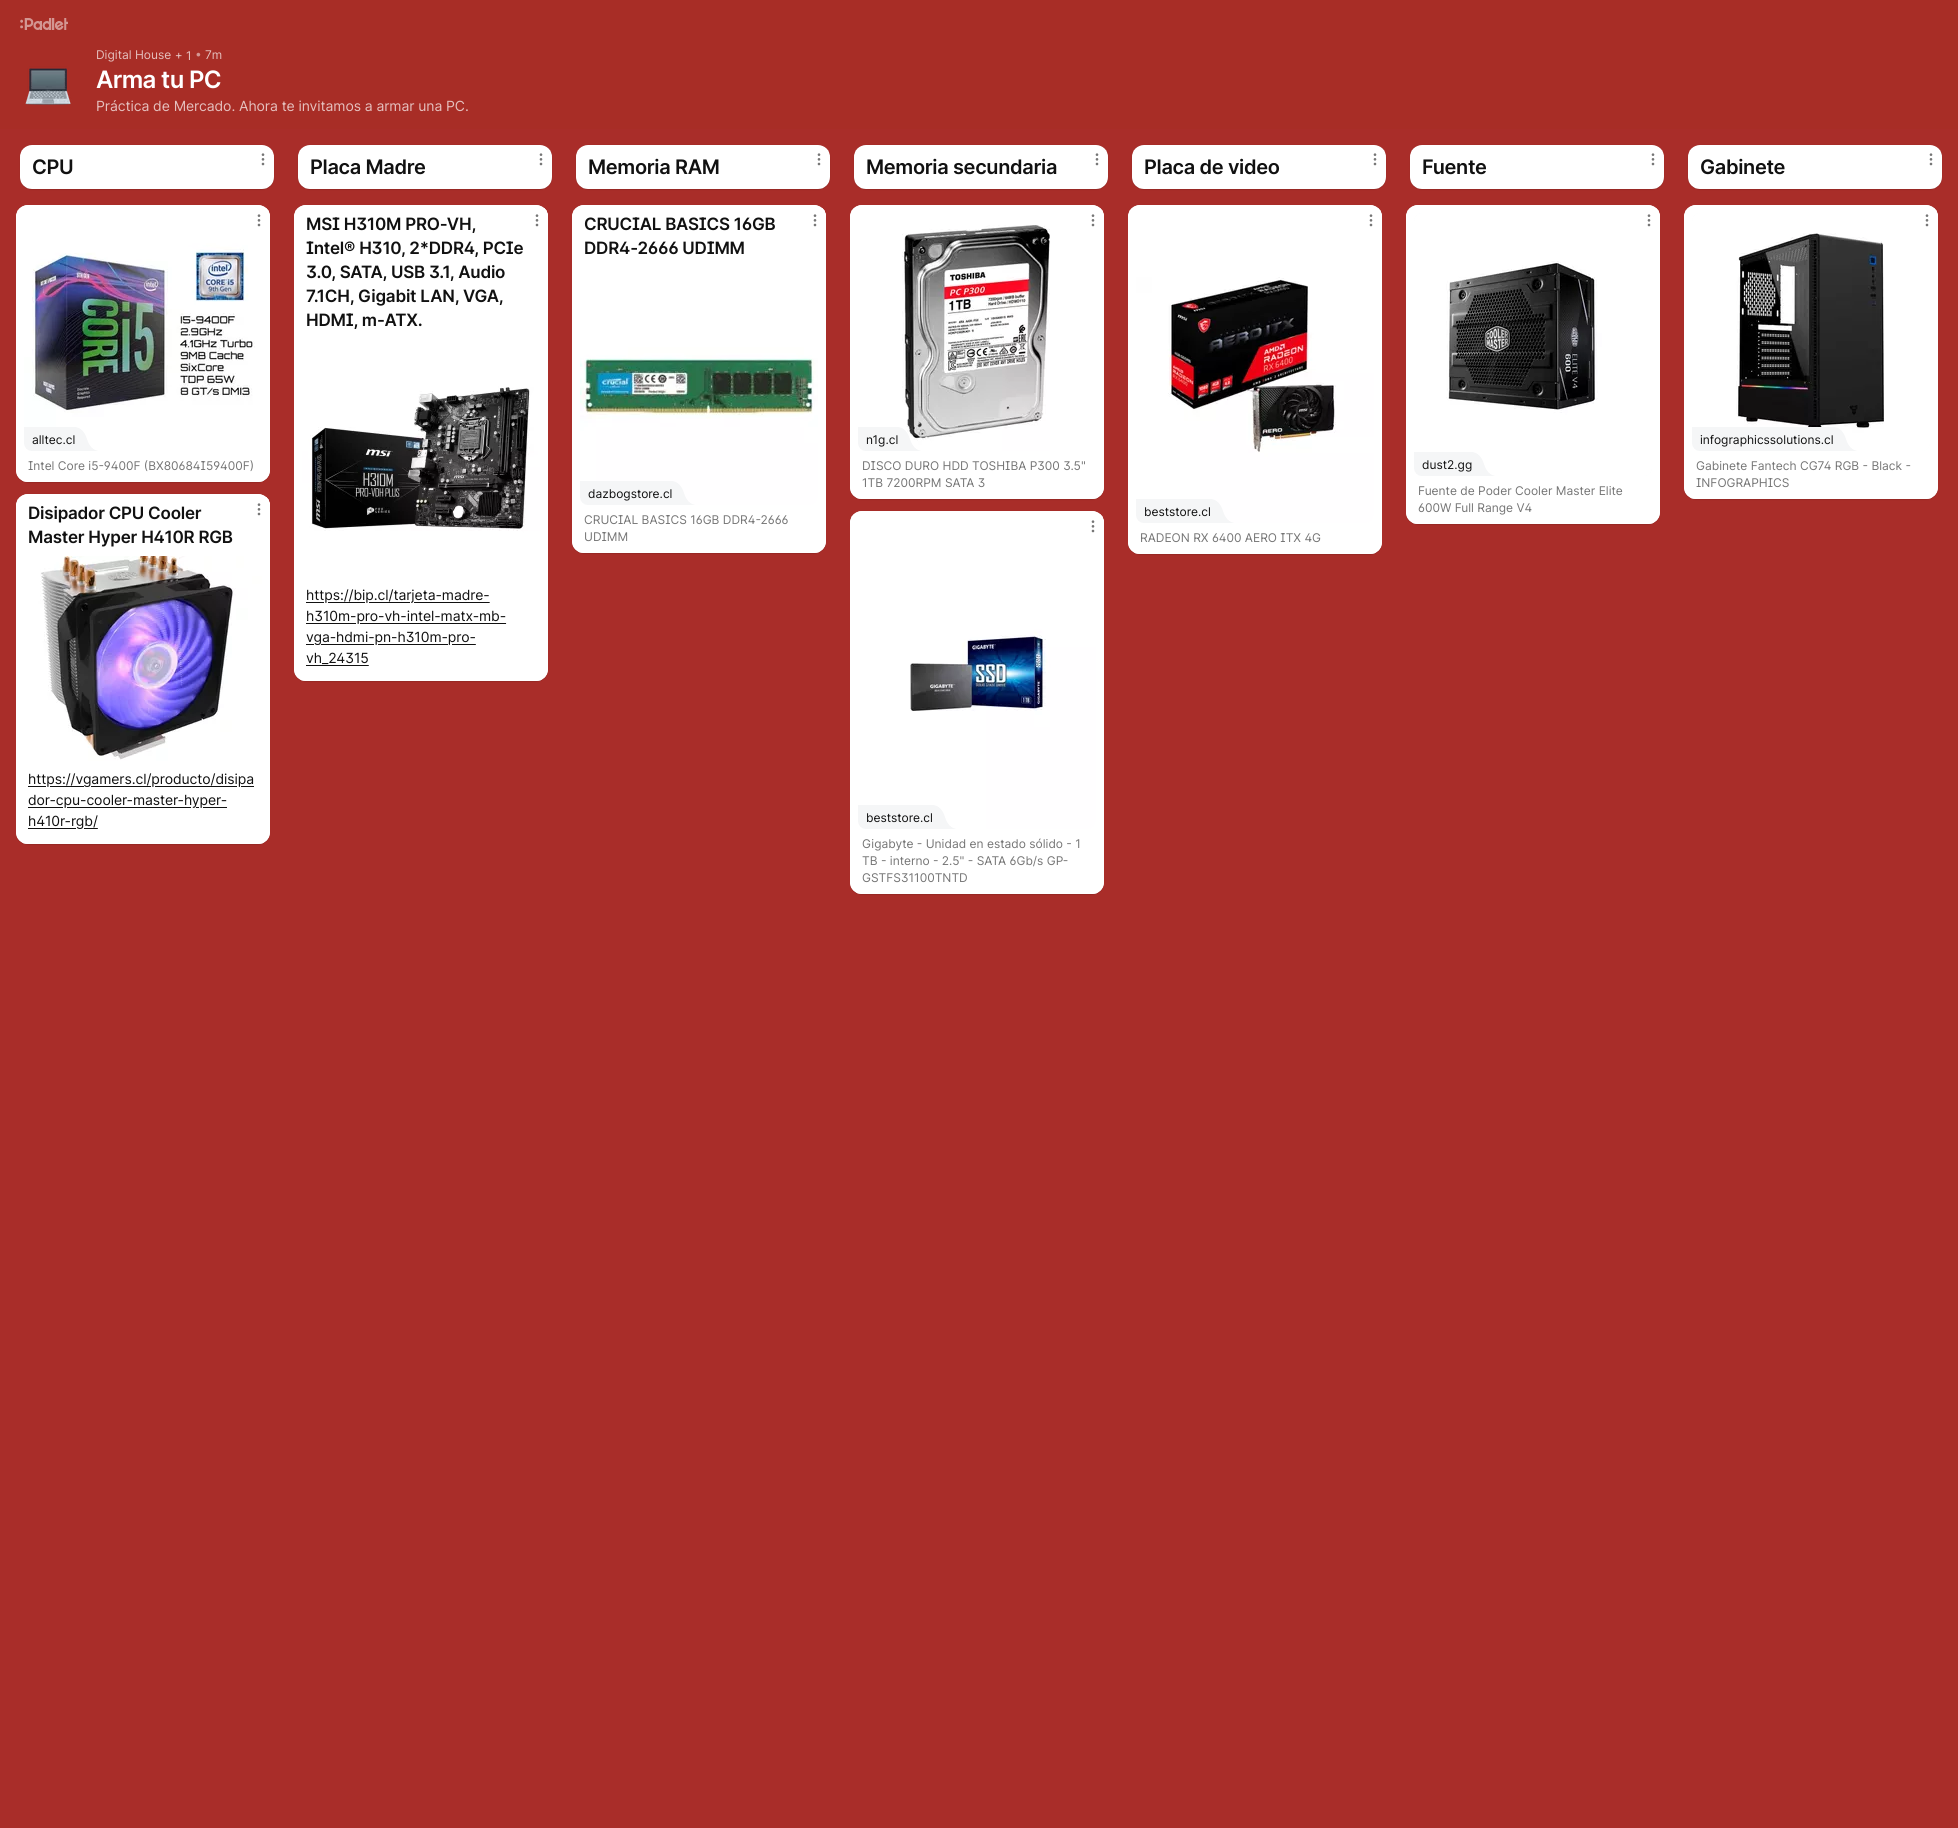 :Padlet
Digital House + 1 • 7m
Arma tu PC
Práctica de Mercado. Ahora te invitamos a armar una PC.
CPU
intel
CORE i5
intel
CORE i5
9th Gen
I5-9400F
2.9GHz
4.1GHz Turbo
9MB Cache
SixCore
TDP 65W
8 GT/s DMI3
alltec.cl
Intel Core i5-9400F (BX80684I59400F)
Disipador CPU Cooler
Master Hyper H410R RGB
https://vgamers.cl/producto/disipa
dor-cpu-cooler-master-hyper-
h410r-rgb/
Placa Madre
MSI H310M PRO-VH,
Intel® H310, 2*DDR4, PCIe
3.0, SATA, USB 3.1, Audio
7.1CH, Gigabit LAN, VGA,
HDMI, m-ATX.
msi
H310M
PRO-VDH PLUS
msi
https://bip.cl/tarjeta-madre-
h310m-pro-vh-intel-matx-mb-
vga-hdmi-pn-h310m-pro-
vh_24315
Memoria RAM
CRUCIAL BASICS 16GB
DDR4-2666 UDIMM
crucial
dazbogstore.cl
CRUCIAL BASICS 16GB DDR4-2666
UDIMM
Memoria secundaria
TOSHIBA
PC P300
1TB
n1g.cl
DISCO DURO HDD TOSHIBA P300 3.5"
1TB 7200RPM SATA 3
GIGABYTE
SSD
1TB
GIGABYTE
GIGABYTE
beststore.cl
Gigabyte - Unidad en estado sólido - 1
TB - interno - 2.5" - SATA 6Gb/s GP-
GSTFS31100TNTD
Placa de video
msi
AERO ITX
AMD
RADEON
RX 6400
RADEON
AERO
beststore.cl
RADEON RX 6400 AERO ITX 4G
Fuente
COOLER
MASTER
ELITE V4
600
dust2.gg
Fuente de Poder Cooler Master Elite
600W Full Range V4
Gabinete
infographicssolutions.cl
Gabinete Fantech CG74 RGB - Black -
INFOGRAPHICS